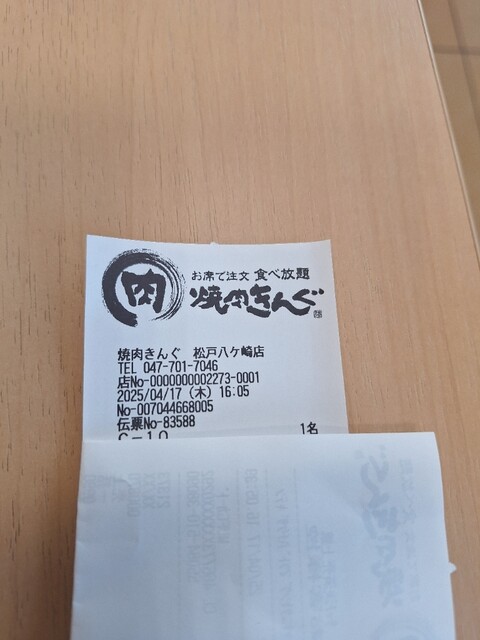 肉
お席で注文 食べ放題
焼肉きんぐ
焼肉きんぐ 松戸八ケ崎店
TEL 047-701-7046
店No-0000000002273-0001
2025/04/17 (木) 16:05
No-007044668005
伝票No-83588
C-10 1名